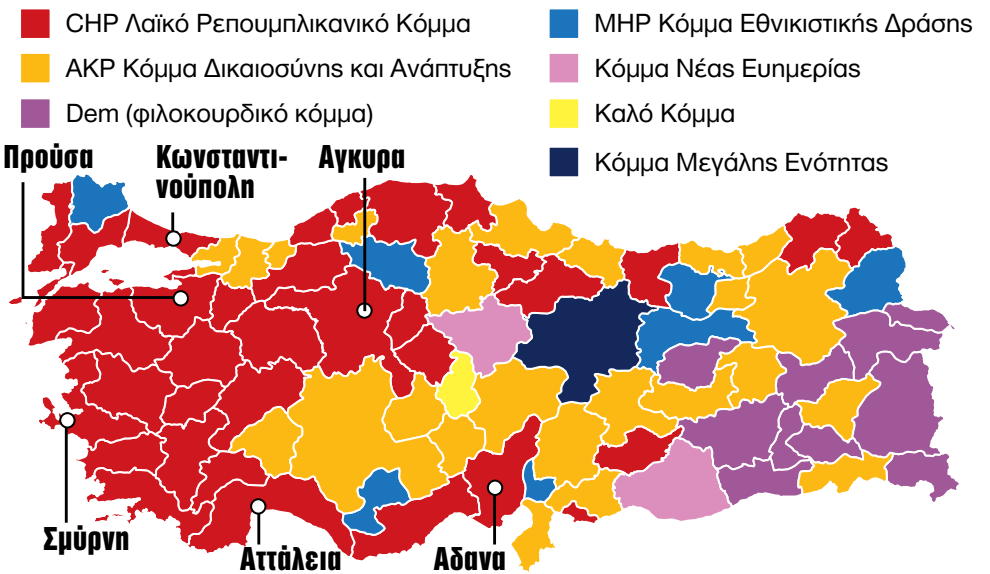 CHP Λαϊκό Ρεπουμπλικανικό Κόμμα
ΑΚΡ Κόμμα Δικαιοσύνης και Ανάπτυξης
Dem (φιλοκουρδικό κόμμα)
ΜΗΡ Κόμμα Εθνικιστικής Δράσης
Κόμμα Νέας Ευημερίας
Καλό Κόμμα
Κόμμα Μεγάλης Ενότητας
Προύσα
Κωνσταντι-
νούπολη
Αγκυρα
Σμύρνη
Αττάλεια
Αδανα